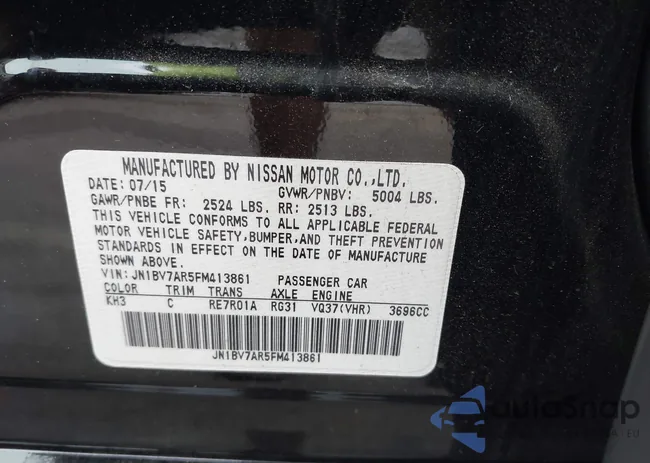 MANUFACTURED BY NISSAN MOTOR CO.,LTD.
DATE: 07/15 GVWR/PNBV: 5004 LBS.
GAWR/PNBE FR: 2524 LBS. RR: 2513 LBS.
THIS VEHICLE CONFORMS TO ALL APPLICABLE FEDERAL
MOTOR VEHICLE SAFETY, BUMPER, AND THEFT PREVENTION
STANDARDS IN EFFECT ON THE DATE OF MANUFACTURE
SHOWN ABOVE.
VIN: JN1BV7AR5FM413861 PASSENGER CAR
COLOR TRIM TRANS AXLE ENGINE
KH3 C RE7R01A RG31 VQ37(VHR) 3696CC
JN1BV7AR5FM413861
autoSnap